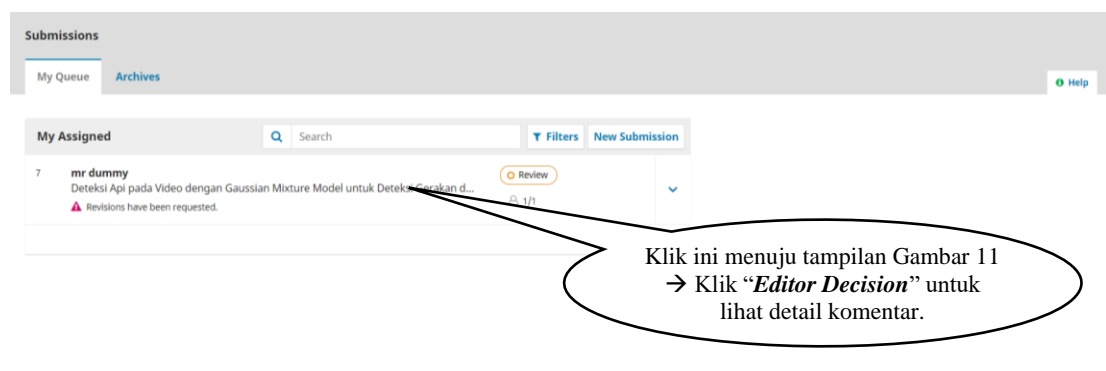 Submissions
My Queue Archives
Help
My Assigned Search Filters New Submission
7 mr dummy Review
Deteksi Api pada Video dengan Gaussian Mixture Model untuk Deteksi Gerakan d...
Revisions have been requested. 1/1
Klik ini menuju tampilan Gambar 11
→ Klik “Editor Decision” untuk
lihat detail komentar.